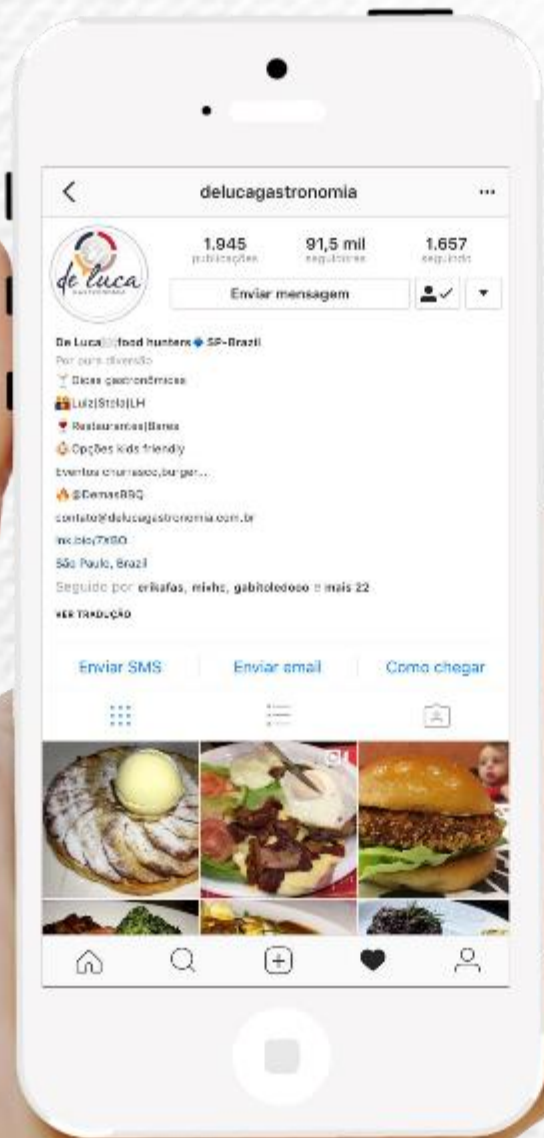 delucagastronomia
de luca
GASTRONOMIA
1.945 91,5 mil 1.657
publicações seguidores seguindo
Enviar mensagem
De Luca food hunters SP-Brazil
Por pura diversão
Dicas gastronômicas
Luiz|Stela|LH
Restaurantes|Bares
Opções kids friendly
Eventos churrasco,burger...
@DemasBBQ
contato@delucagastronomia.com.br
São Paulo, Brazil
Seguido por erikafas, mivhc, gabitoledooo e mais 22
VER TRADUÇÃO
Enviar SMS Enviar email Como chegar